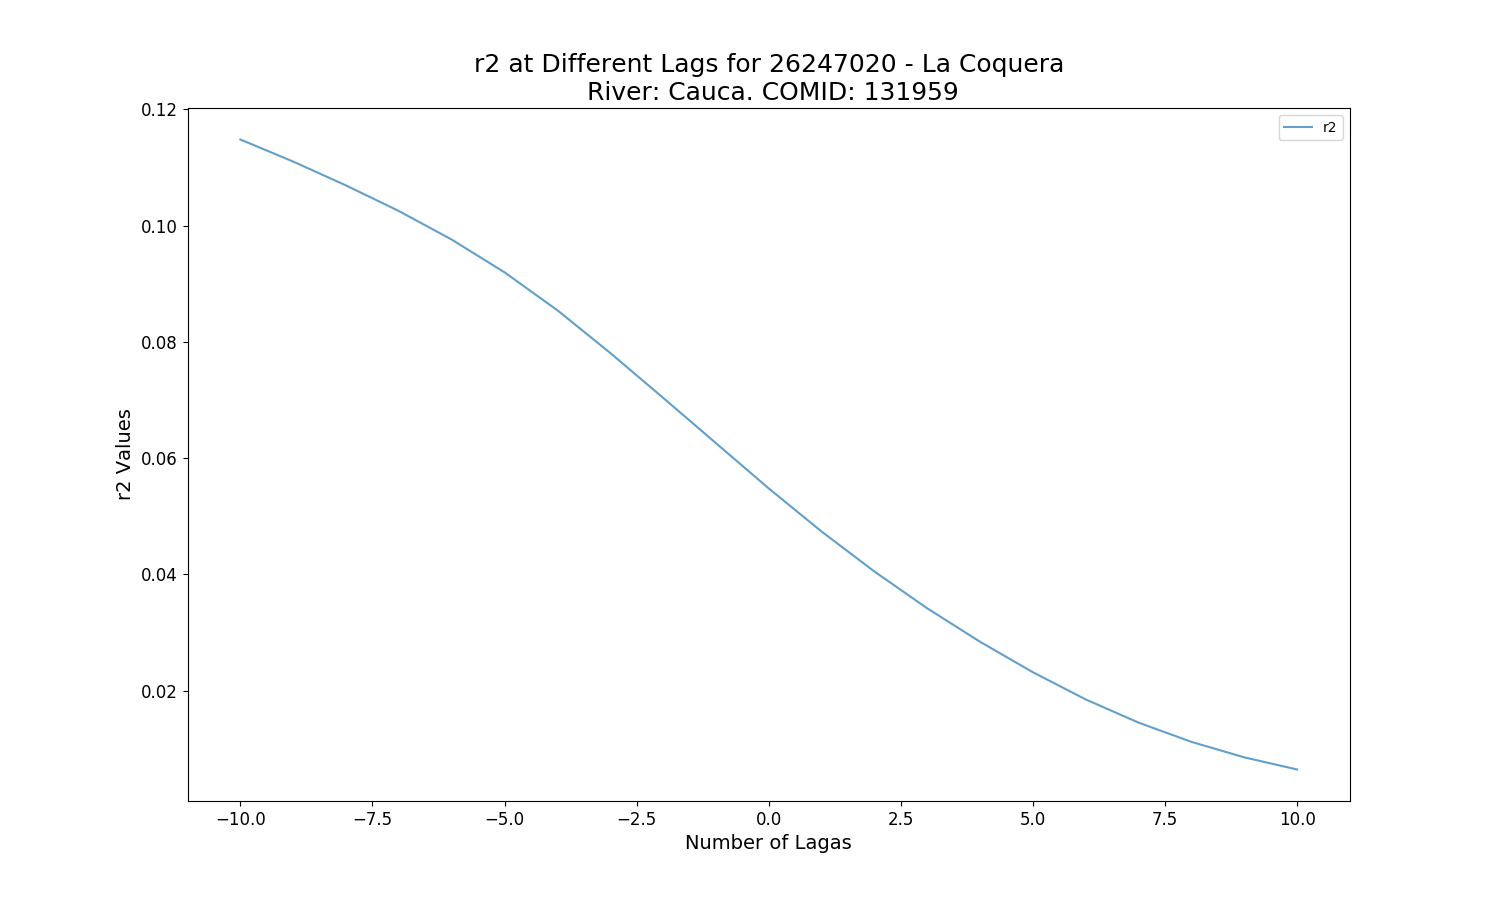 r2 at Different Lags for 26247020 - La Coquera
River: Cauca. COMID: 131959
r2
0.12
0.10
0.08
0.06
0.04
0.02
r2 Values
−10.0 −7.5 −5.0 −2.5 0.0 2.5 5.0 7.5 10.0
Number of Lagas